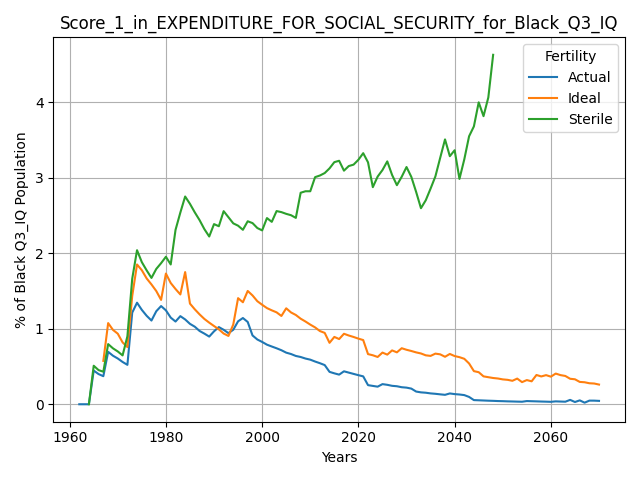 Score_1_in_EXPENDITURE_FOR_SOCIAL_SECURITY_for_Black_Q3_IQ
Fertility
Actual
Ideal
Sterile
% of Black Q3_IQ Population
4
3
2
1
0
1960 1980 2000 2020 2040 2060
Years